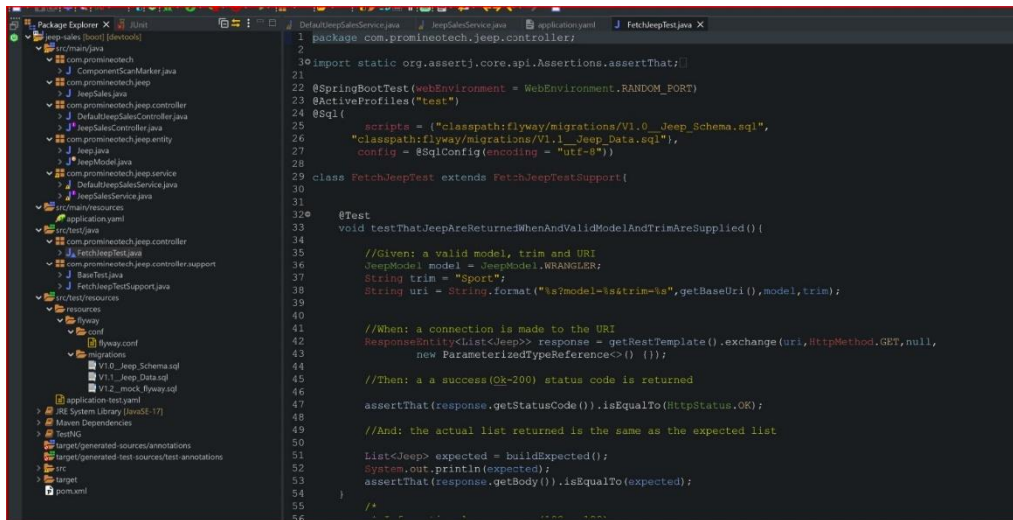 Package Explorer
JUnit
jeep-sales [boot] [devtools]
src/main/java
com.promineotech
ComponentScanMarker.java
com.promineotech.jeep
JeepSales.java
com.promineotech.jeep.controller
DefaultJeepSalesController.java
JeepSalesController.java
com.promineotech.jeep.entity
Jeep.java
JeepModel.java
com.promineotech.jeep.service
DefaultJeepSalesService.java
JeepSalesService.java
src/main/resources
application.yaml
src/test/java
com.promineotech.jeep.controller
FetchJeepTest.java
com.promineotech.jeep.controller.support
BaseTest.java
FetchJeepTestSupport.java
src/test/resources
resources
flyway
conf
flyway.conf
migrations
V1.0__Jeep_Schema.sql
V1.1__Jeep_Data.sql
V1.2__mock_flyway.sql
application-test.yaml
JRE System Library [JavaSE-17]
Maven Dependencies
TestNG
target/generated-sources/annotations
target/generated-test-sources/test-annotations
src
target
pom.xml
DefaultJeepSalesService.java
JeepSalesService.java
application.yaml
FetchJeepTest.java
1 package com.promineotech.jeep.controller;
2
3 import static org.assertj.core.api.Assertions.assertThat;
21
22 @SpringBootTest(webEnvironment = WebEnvironment.RANDOM_PORT)
23 @ActiveProfiles("test")
24 @Sql(
25 scripts = {"classpath:flyway/migrations/V1.0__Jeep_Schema.sql",
26 "classpath:flyway/migrations/V1.1__Jeep_Data.sql"},
27 config = @SqlConfig(encoding = "utf-8"))
28
29 class FetchJeepTest extends FetchJeepTestSupport{
30
31
32 @Test
33 void testThatJeepAreReturnedWhenAndValidModelAndTrimAreSupplied(){
34
35 //Given: a valid model, trim and URI
36 JeepModel model = JeepModel.WRANGLER;
37 String trim = "Sport";
38 String uri = String.format("%s?model=%s&trim=%s",getBaseUri(),model,trim);
39
40
41 //When: a connection is made to the URI
42 ResponseEntity<List<Jeep>> response = getRestTemplate().exchange(uri,HttpMethod.GET,null,
43 new ParameterizedTypeReference<>() {});
44
45 //Then: a a success(Ok-200) status code is returned
46
47 assertThat(response.getStatusCode()).isEqualTo(HttpStatus.OK);
48
49 //And: the actual list returned is the same as the expected list
50
51 List<Jeep> expected = buildExpected();
52 System.out.println(expected);
53 assertThat(response.getBody()).isEqualTo(expected);
54 }
55 /*